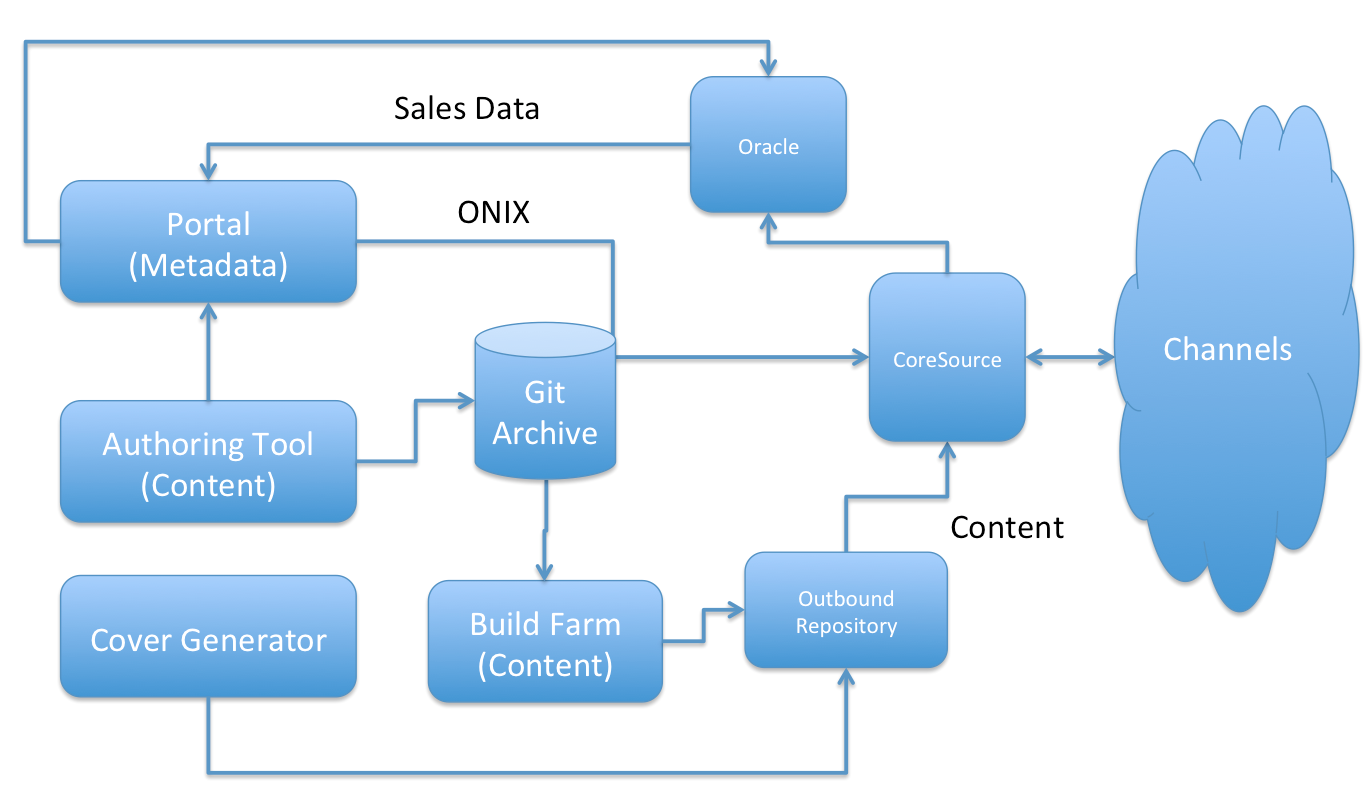 Sales Data
Oracle
Portal
(Metadata)
ONIX
CoreSource
Channels
Git
Archive
Authoring Tool
(Content)
Content
Outbound
Repository
Cover Generator
Build Farm
(Content)